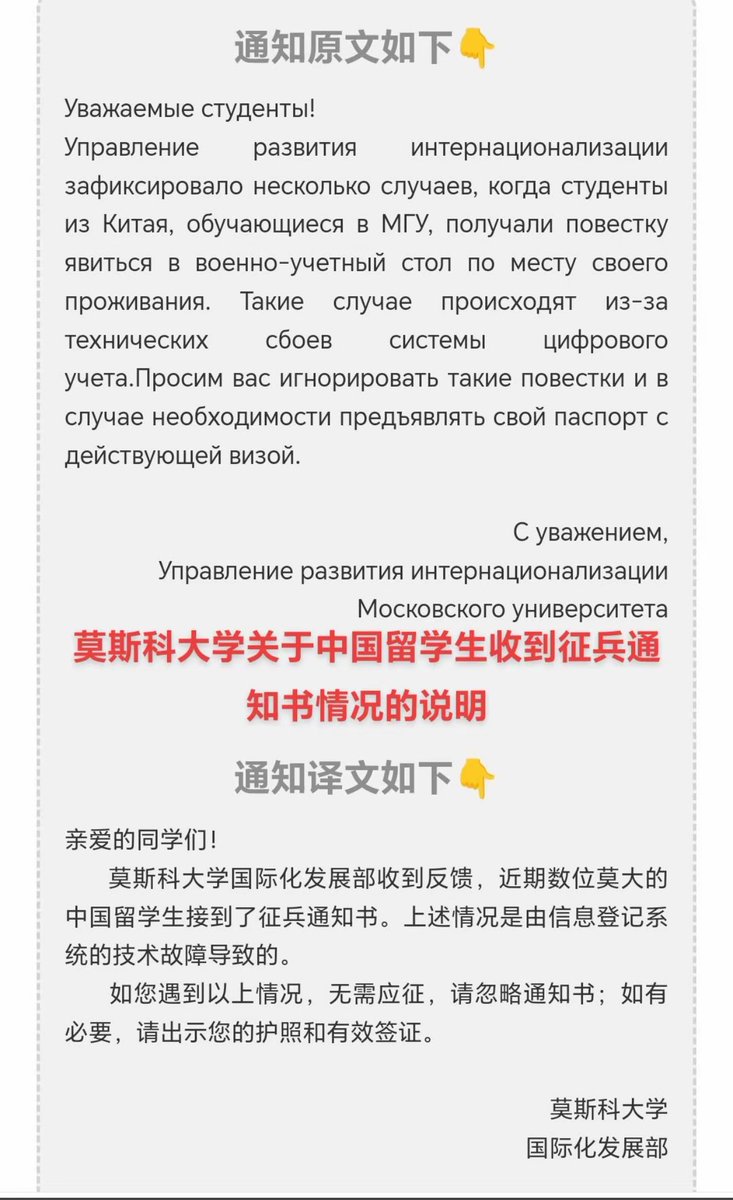 通知原文如下👇
Уважаемые студенты!
Управление развития интернационализации
зафиксировало несколько случаев, когда студенты
из Китая, обучающиеся в МГУ, получали повестку
явиться в военно-учетный стол по месту своего
проживания. Такие случае происходят из-за
технических сбоев системы цифрового
учета.Просим вас игнорировать такие повестки и в
случае необходимости предъявлять свой паспорт с
действующей визой.
С уважением,
Управление развития интернационализации
Московского университета
莫斯科大学关于中国留学生收到征兵通
知书情况的说明
通知译文如下👇
亲爱的同学们！
莫斯科大学国际化发展部收到反馈，近期数位莫大的
中国留学生接到了征兵通知书。上述情况是由信息登记系
统的技术故障导致的。
如您遇到以上情况，无需应征，请忽略通知书；如有
必要，请出示您的护照和有效签证。
莫斯科大学
国际化发展部